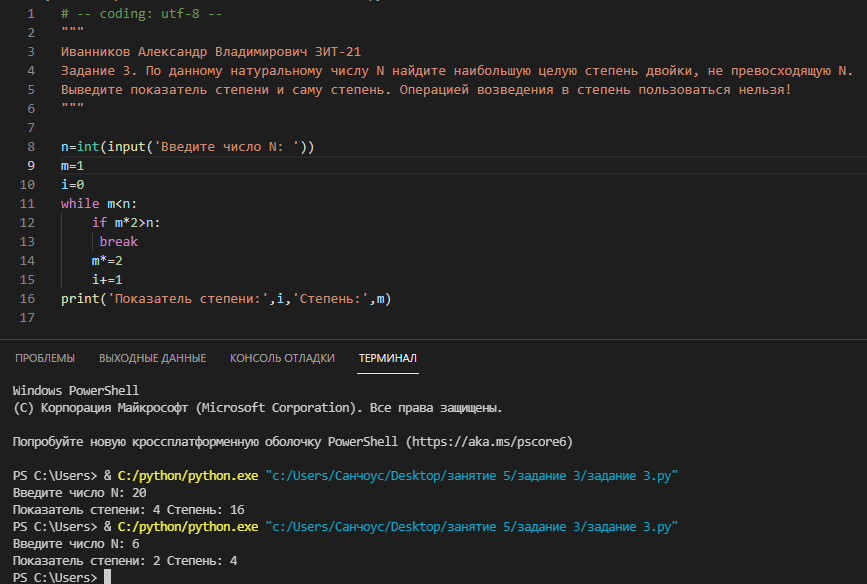 1 # -- coding: utf-8 --
2 """
3 Иванников Александр Владимирович ЗИТ-21
4 Задание 3. По данному натуральному числу N найдите наибольшую целую степень двойки, не превосходящую N.
5 Выведите показатель степени и саму степень. Операцией возведения в степень пользоваться нельзя!
6 """
7
8 n=int(input('Введите число N: '))
9 m=1
10 i=0
11 while m<n:
12 if m*2>n:
13 break
14 m*=2
15 i+=1
16 print('Показатель степени:',i,'Степень:',m)
17
ПРОБЛЕМЫ ВЫХОДНЫЕ ДАННЫЕ КОНСОЛЬ ОТЛАДКИ ТЕРМИНАЛ
Windows PowerShell
(C) Корпорация Майкрософт (Microsoft Corporation). Все права защищены.
Попробуйте новую кроссплатформенную оболочку PowerShell (https://aka.ms/pscore6)
PS C:\Users> & C:/python/python.exe "c:/Users/Санчоус/Desktop/занятие 5/задание 3/задание 3.py"
Введите число N: 20
Показатель степени: 4 Степень: 16
PS C:\Users> & C:/python/python.exe "c:/Users/Санчоус/Desktop/занятие 5/задание 3/задание 3.py"
Введите число N: 6
Показатель степени: 2 Степень: 4
PS C:\Users>